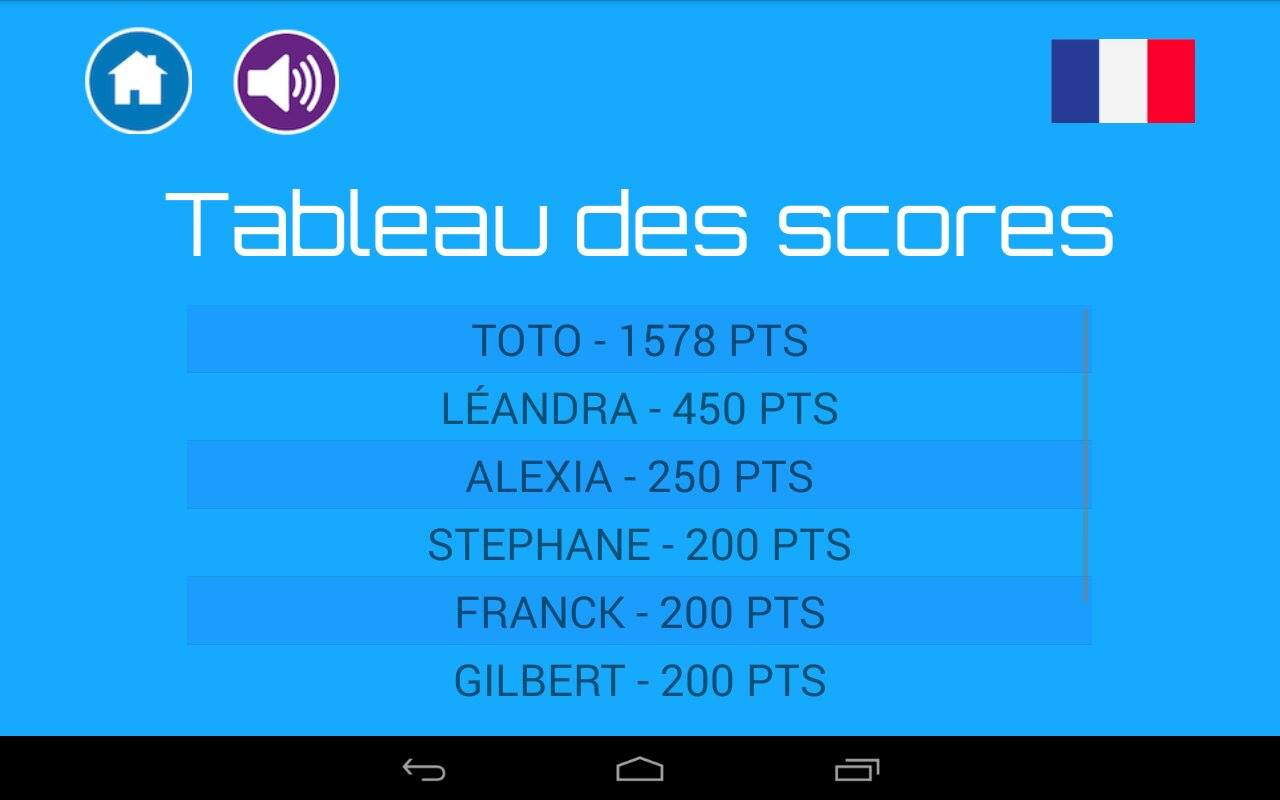 Tableau des scores
TOTO - 1578 PTS
LÉANDRA - 450 PTS
ALEXIA - 250 PTS
STEPHANE - 200 PTS
FRANCK - 200 PTS
GILBERT - 200 PTS